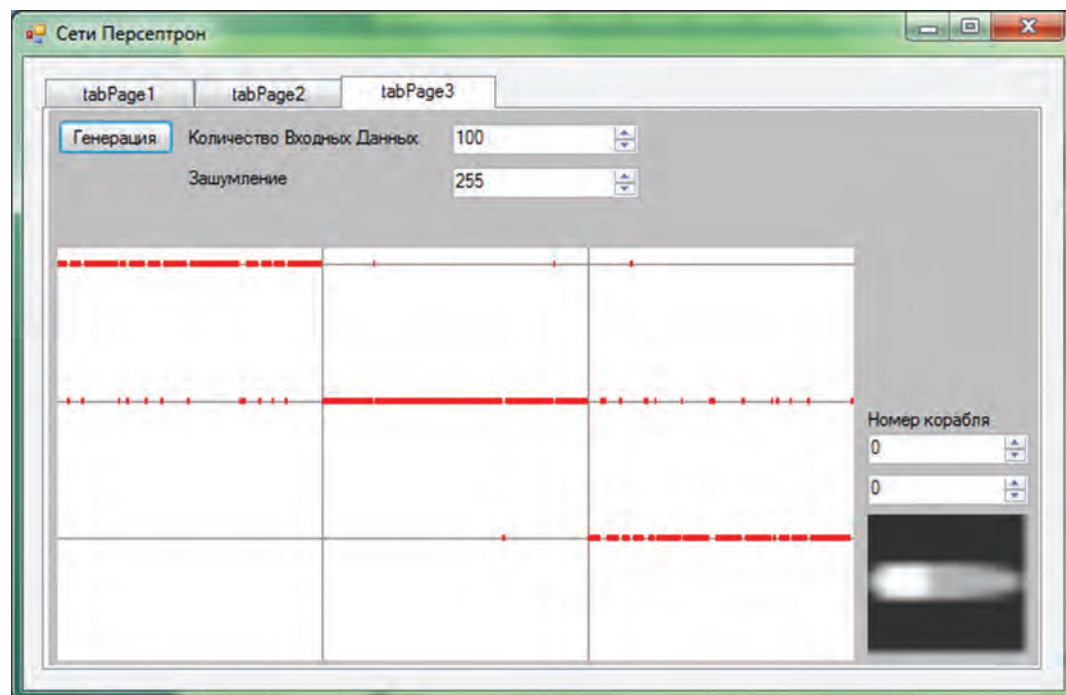 Сети Персептрон
tabPage1 tabPage2 tabPage3
Генерация Количество Входных Данных 100
Зашумление 255
Номер корабля
0
0